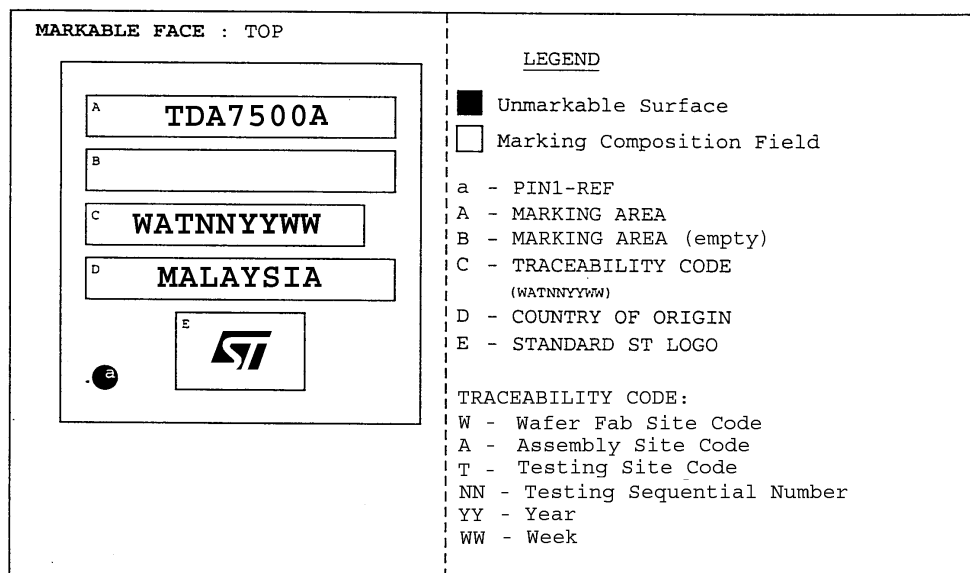 MARKABLE FACE : TOP
A TDA7500A
B
C WATNNYYWW
D MALAYSIA
E ST
a
LEGEND
Unmarkable Surface
Marking Composition Field
a - PIN1-REF
A - MARKING AREA
B - MARKING AREA (empty)
C - TRACEABILITY CODE
(WATNNYYWW)
D - COUNTRY OF ORIGIN
E - STANDARD ST LOGO
TRACEABILITY CODE:
W - Wafer Fab Site Code
A - Assembly Site Code
T - Testing Site Code
NN - Testing Sequential Number
YY - Year
WW - Week